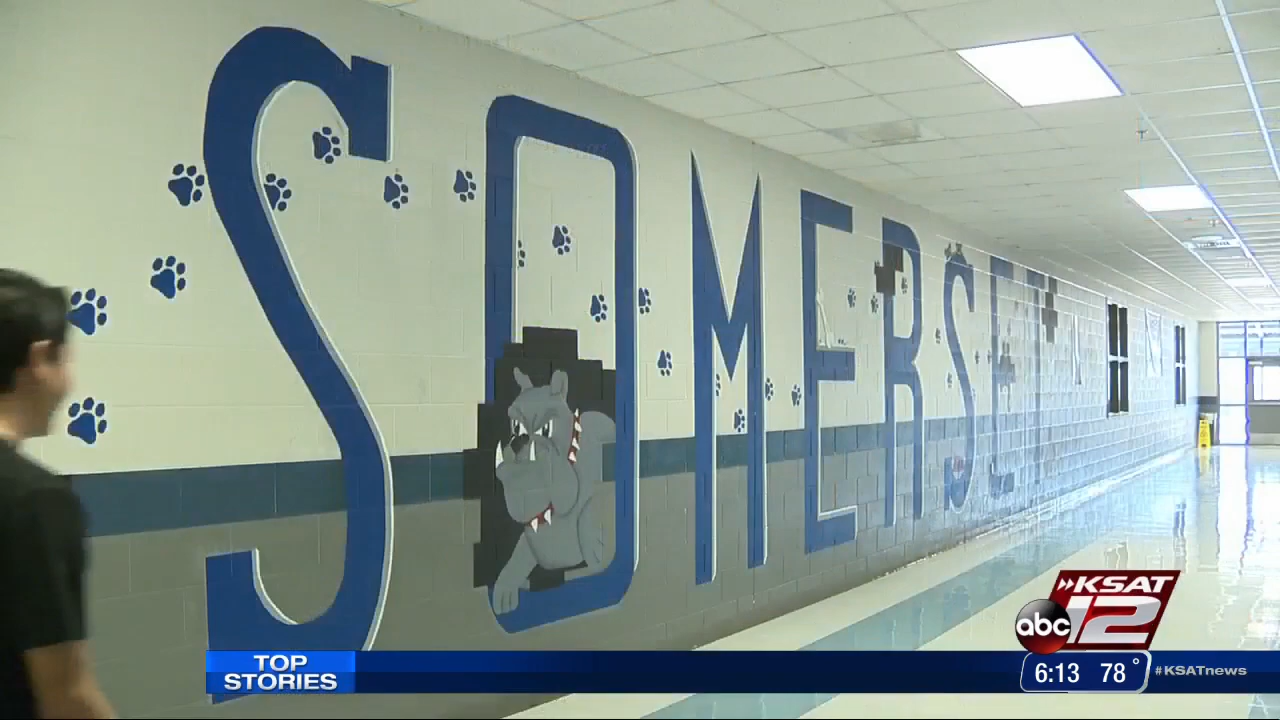 SOMERSET
»KSAT
abc 12
TOP
STORIES
6:13 78° #KSATnews